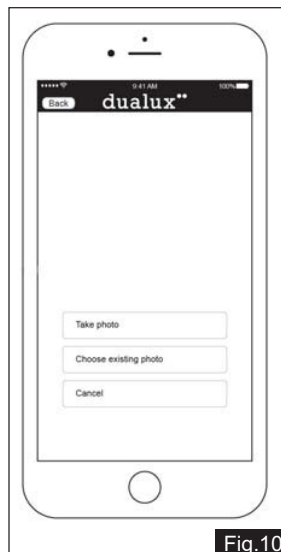 9:41 AM 100%
Back dualux
Take photo
Choose existing photo
Cancel
Fig.10